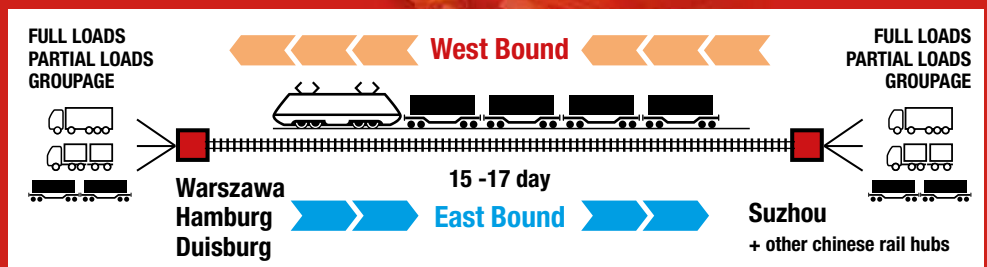 FULL LOADS
PARTIAL LOADS
GROUPAGE
West Bound
FULL LOADS
PARTIAL LOADS
GROUPAGE
15 -17 day
Warszawa
Hamburg
Duisburg
East Bound
Suzhou
+ other chinese rail hubs